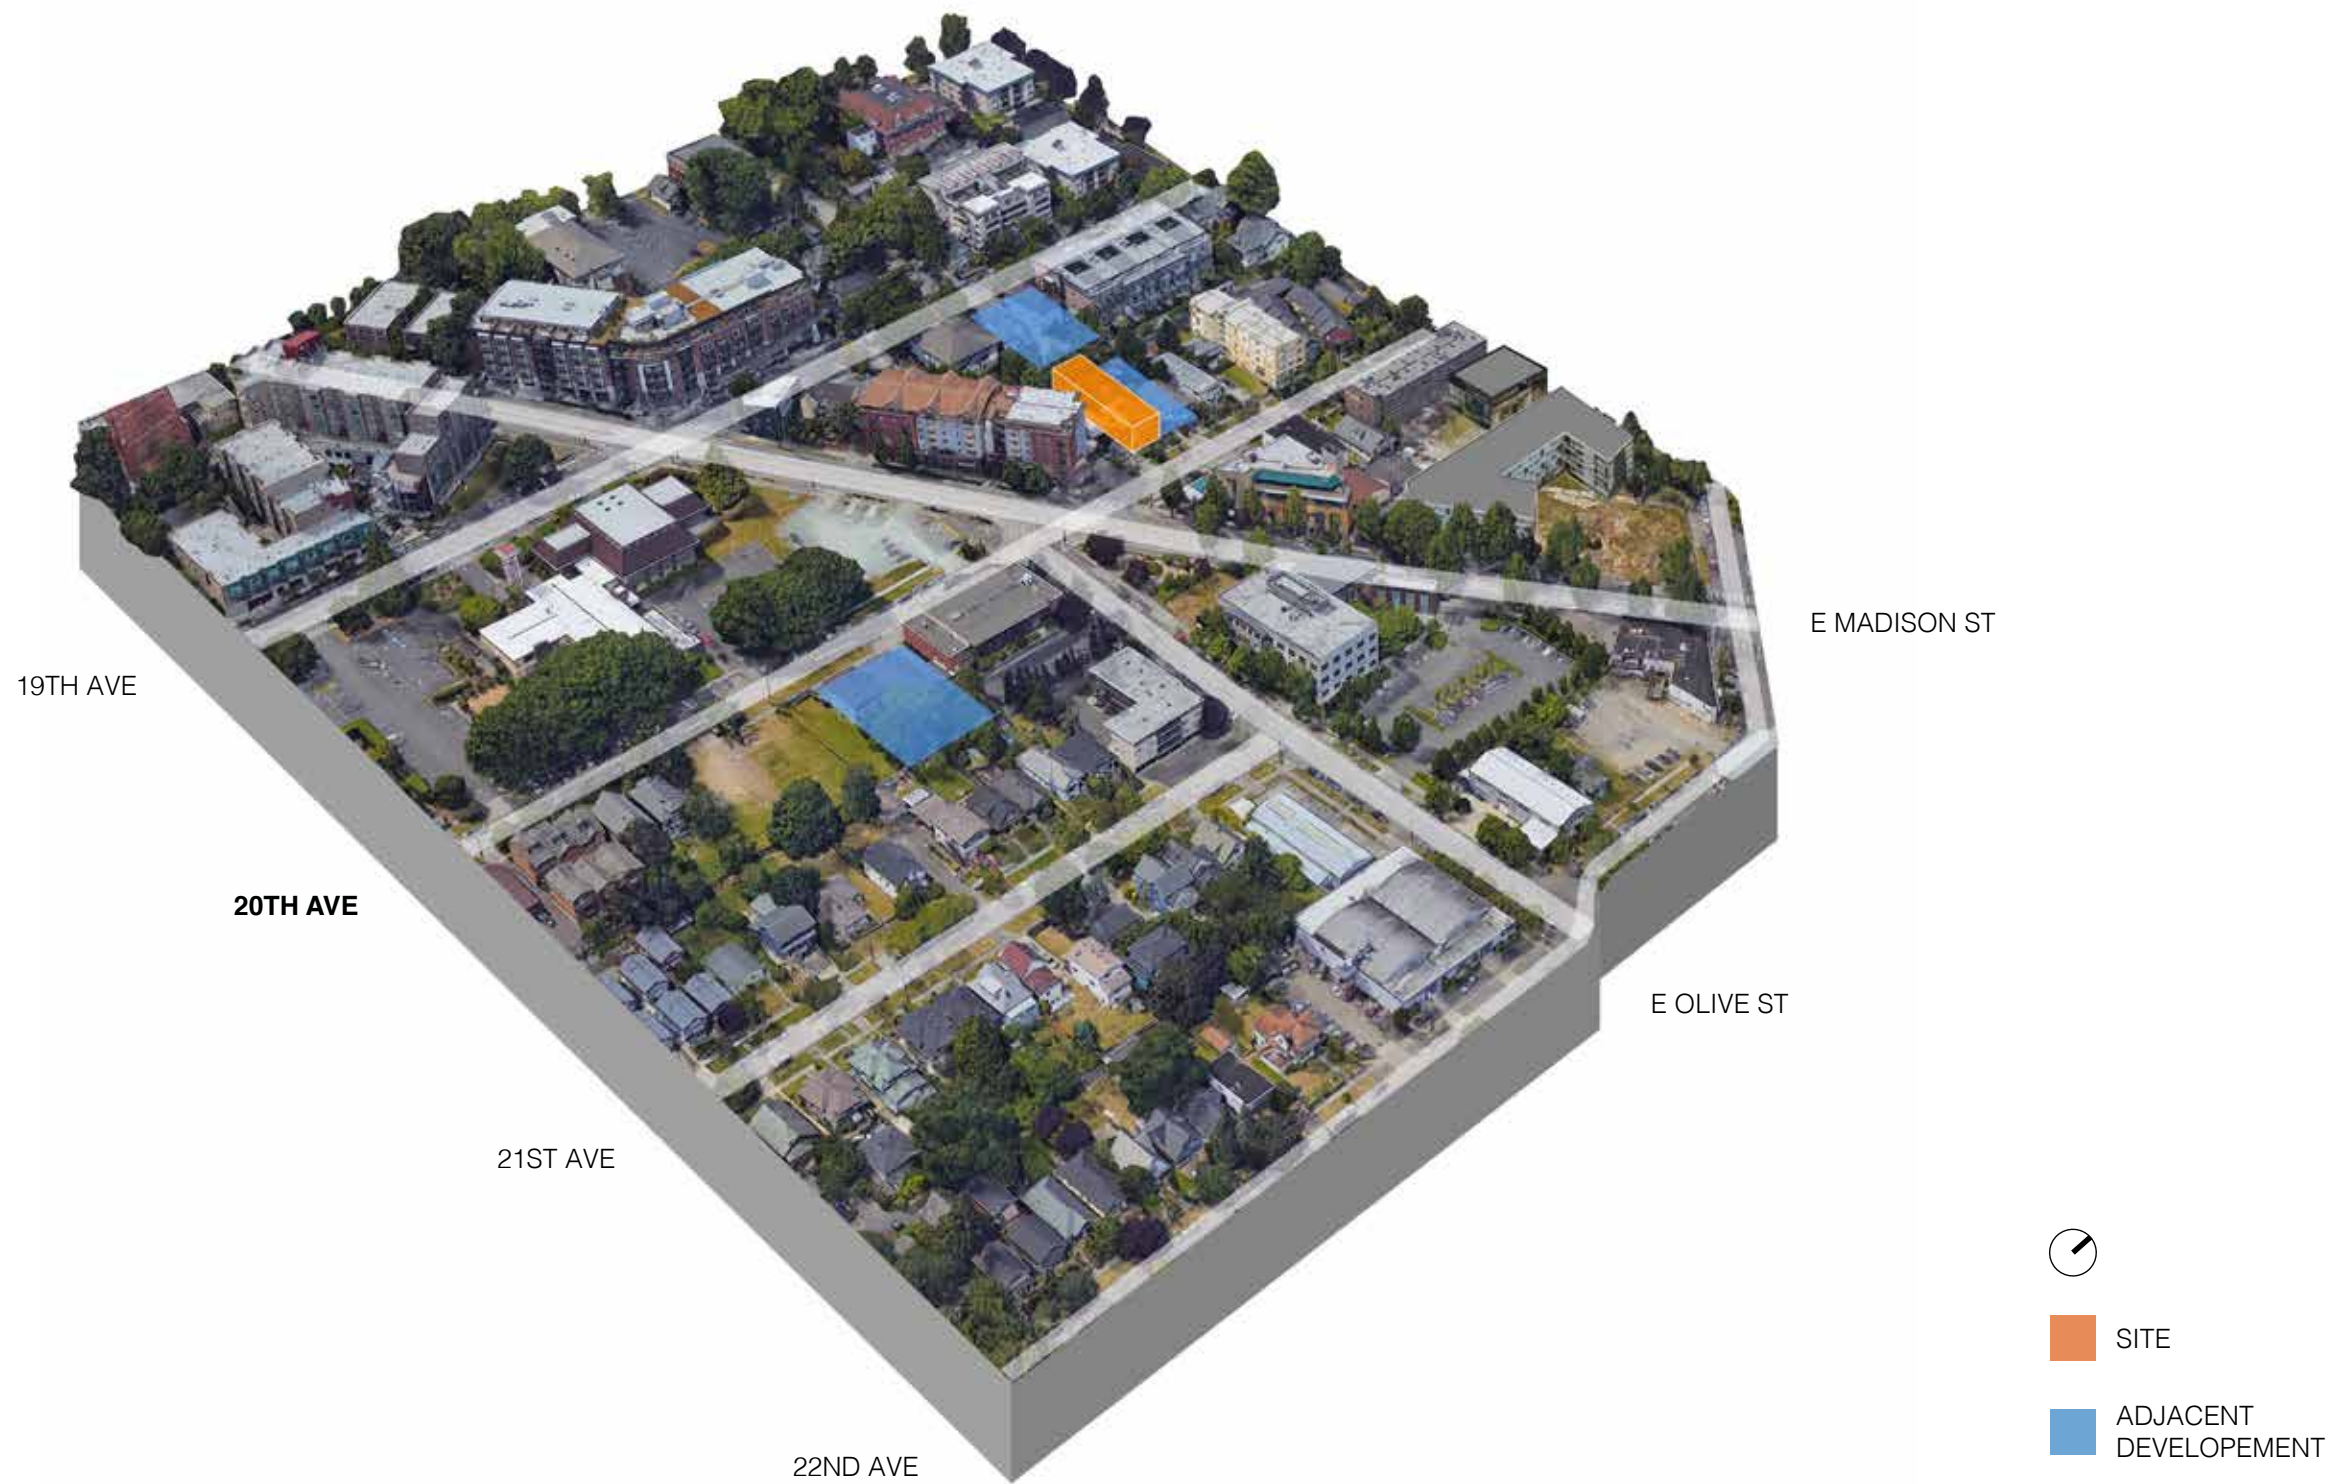 E MADISON ST
19TH AVE
20TH AVE
E OLIVE ST
21ST AVE
SITE
ADJACENT
DEVELOPEMENT
22ND AVE